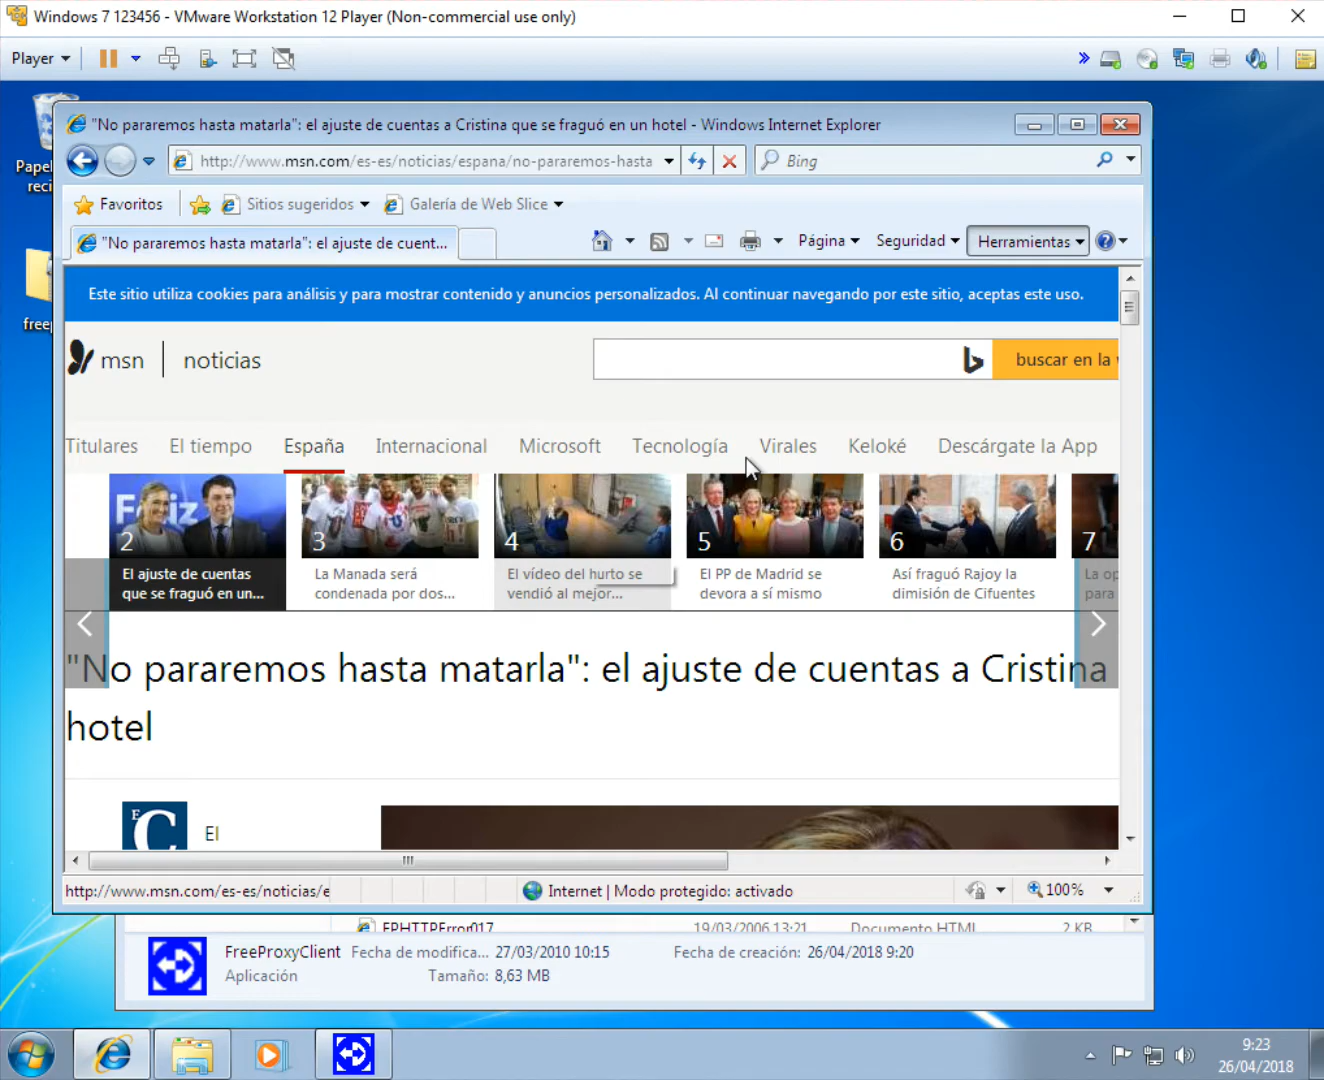 Windows 7 123456 - VMware Workstation 12 Player (Non-commercial use only)
Player
Papel
reci
free
"No pararemos hasta matarla": el ajuste de cuentas a Cristina que se fraguó en un hotel - Windows Internet Explorer
http://www.msn.com/es-es/noticias/espana/no-pararemos-hasta
Bing
Favoritos
Sitios sugeridos
Galería de Web Slice
"No pararemos hasta matarla": el ajuste de cuent...
Página
Seguridad
Herramientas
Este sitio utiliza cookies para análisis y para mostrar contenido y anuncios personalizados. Al continuar navegando por este sitio, aceptas este uso.
msn
noticias
buscar en la
Titulares
El tiempo
España
Internacional
Microsoft
Tecnología
Virales
Keloké
Descárgate la App
Feliz
2
3
4
5
6
7
El ajuste de cuentas
que se fraguó en un...
La Manada será
condenada por dos...
El vídeo del hurto se
vendió al mejor...
El PP de Madrid se
devora a sí mismo
Así fraguó Rajoy la
dimisión de Cifuentes
La op
para
"No pararemos hasta matarla": el ajuste de cuentas a Cristina
hotel
E
C
El
http://www.msn.com/es-es/noticias/e
Internet | Modo protegido: activado
100%
FPHTTPError017
19/03/2006 13:21
Documento HTML
2 KB
FreeProxyClient
Fecha de modifica... 27/03/2010 10:15
Fecha de creación: 26/04/2018 9:20
Aplicación
Tamaño: 8,63 MB
9:23
26/04/2018